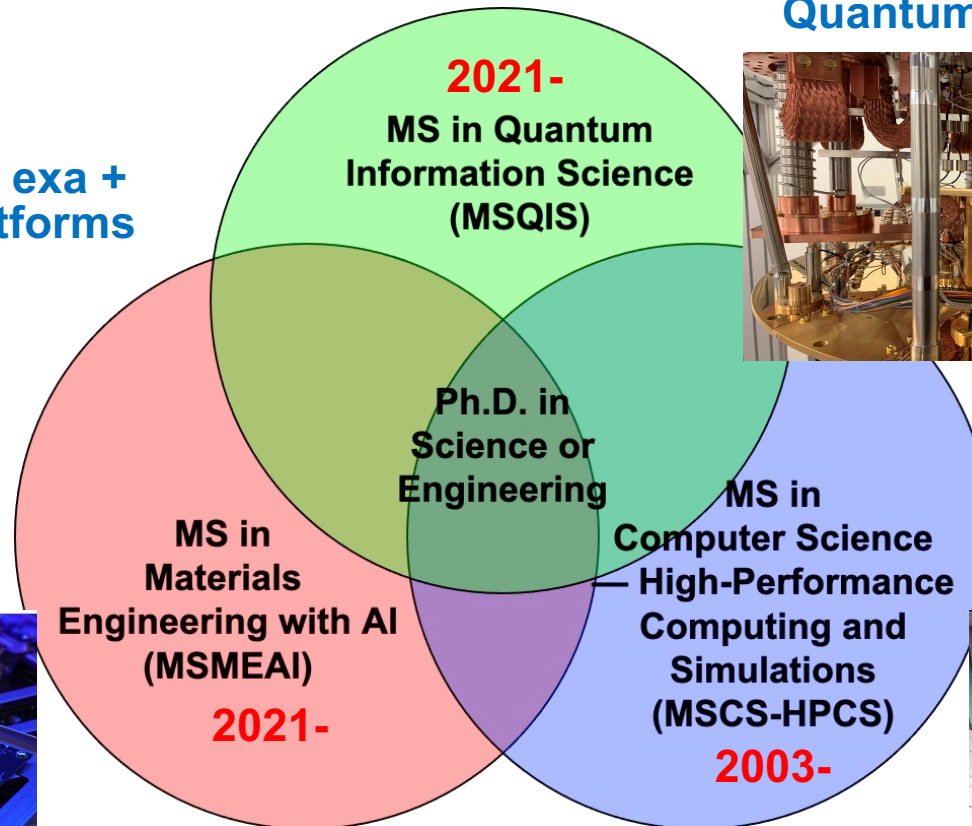 Quantum
exa +
2021-
MS in Quantum
Information Science
(MSQIS)
Ph.D. in
Science or
Engineering
MS in
Materials
Engineering with AI
(MSMEAI)
2021-
MS in
Computer Science
— High-Performance
Computing and
Simulations
(MSCS-HPCS)
2003-